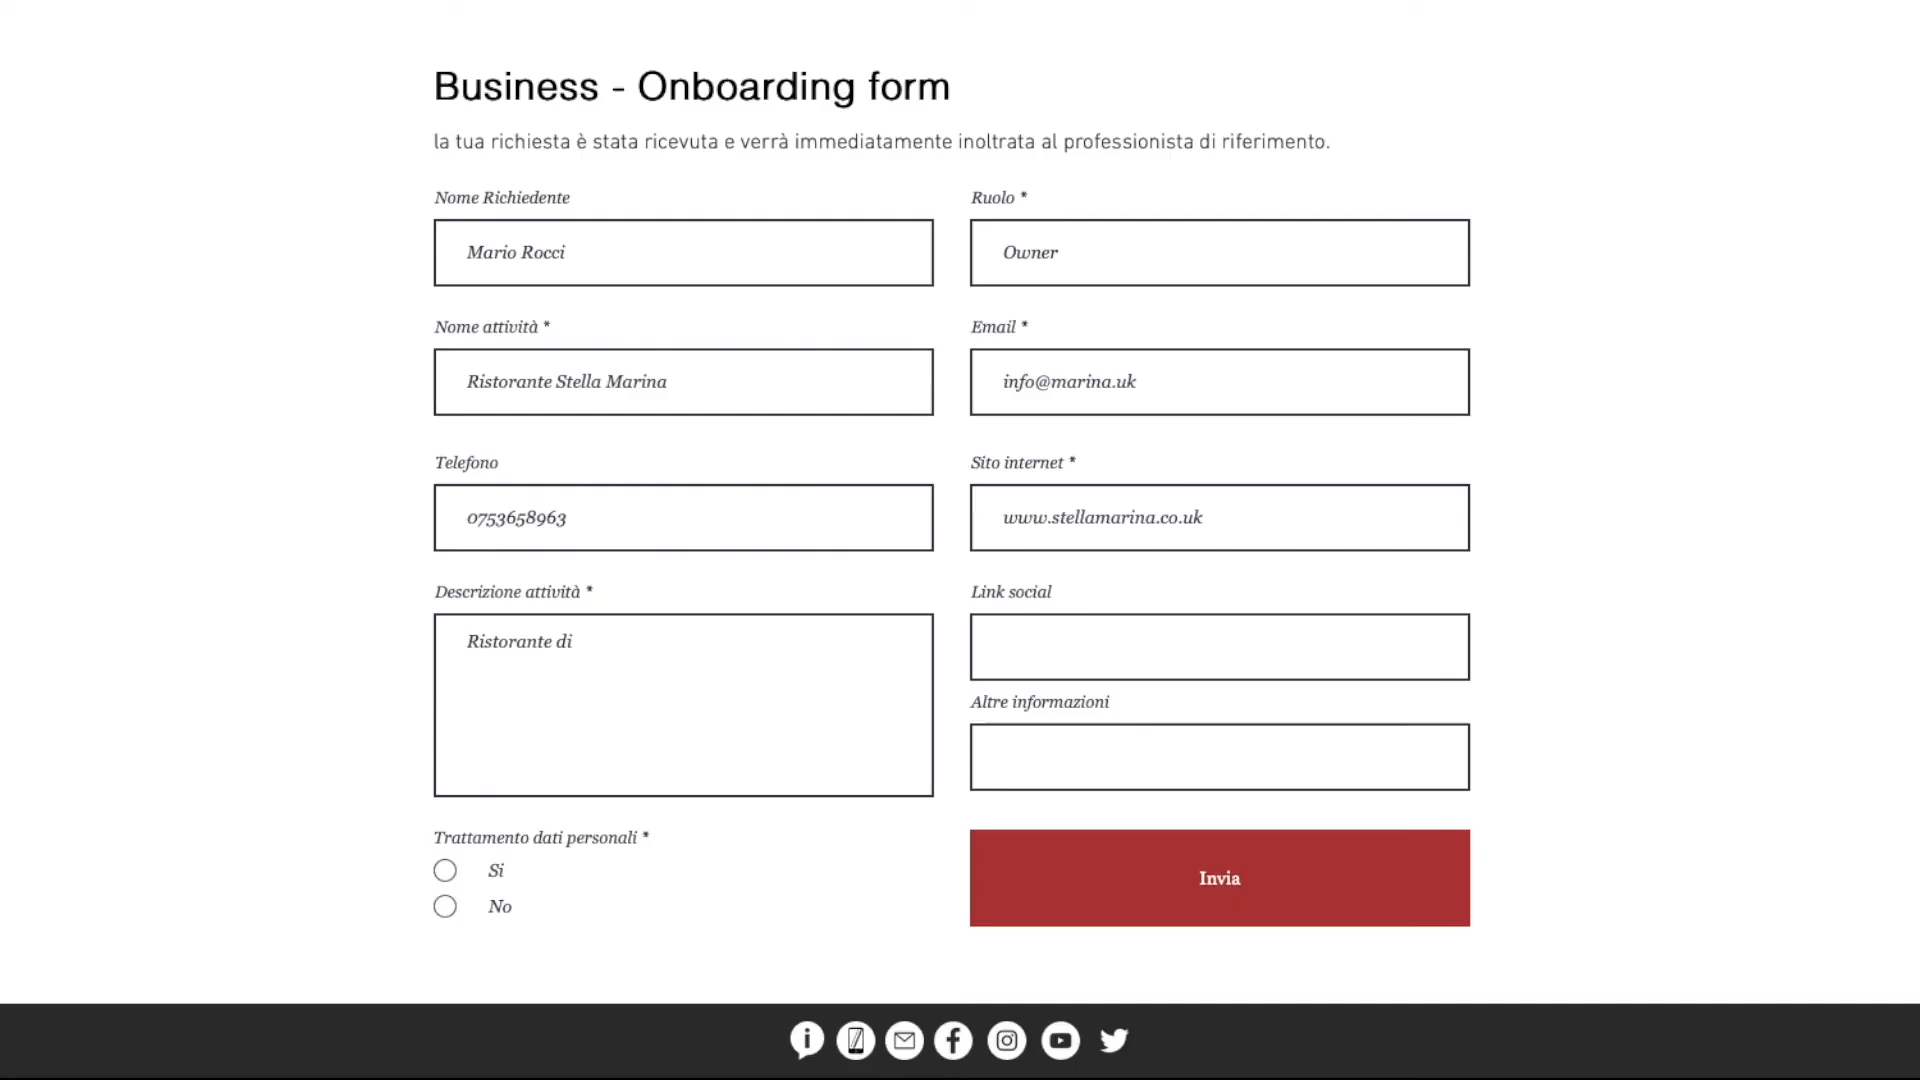 Business - Onboarding form
la tua richiesta è stata ricevuta e verrà immediatamente inoltrata al professionista di riferimento.
Nome Richiedente
Mario Rocci
Ruolo *
Owner
Nome attività *
Ristorante Stella Marina
Email *
info@marina.uk
Telefono
0753658963
Sito internet *
www.stellamarina.co.uk
Descrizione attività *
Ristorante di
Link social
Altre informazioni
Trattamento dati personali *
Si
No
Invia